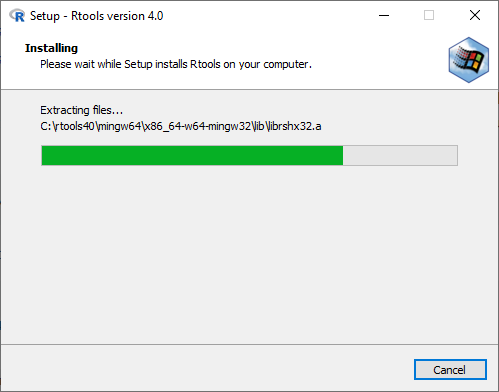 Setup - Rtools version 4.0
Installing
Please wait while Setup installs Rtools on your computer.
Extracting files...
C:\rtools40\mingw64\x86_64-w64-mingw32\lib\librshx32.a
Cancel